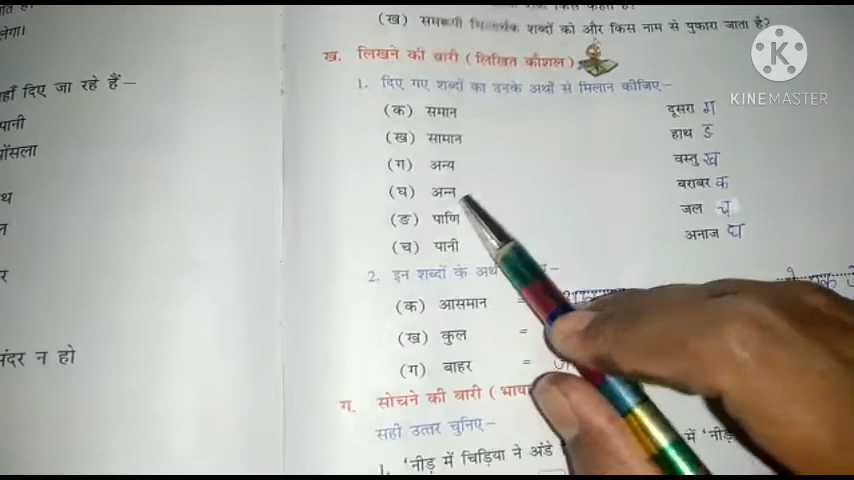 लेगा।
हाँ दिए जा रहे हैं–
पानी
घोंसला
मंदर न हो
(ख) समरूपी शब्दों को और किस नाम से पुकारा जाता है?
ख. लिखने की बारी (लिखित कौशल)
1. दिए गए शब्दों का उनके अर्थों से मिलान कीजिए–
(क) समान दूसरा ग
(ख) सामान हाथ ङ
(ग) अन्य वस्तु ख
(घ) अन्न बराबर क
(ङ) पाणि जल च
(च) पानी अनाज घ
2. इन शब्दों के अर्थ
(क) आसमान =
(ख) कुल =
(ग) बाहर =
ग. सोचने की बारी (भाषा
सही उत्तर चुनिए–
1. 'नीड़ में चिड़िया ने अंडे में 'नीड़
K
KINEMASTER